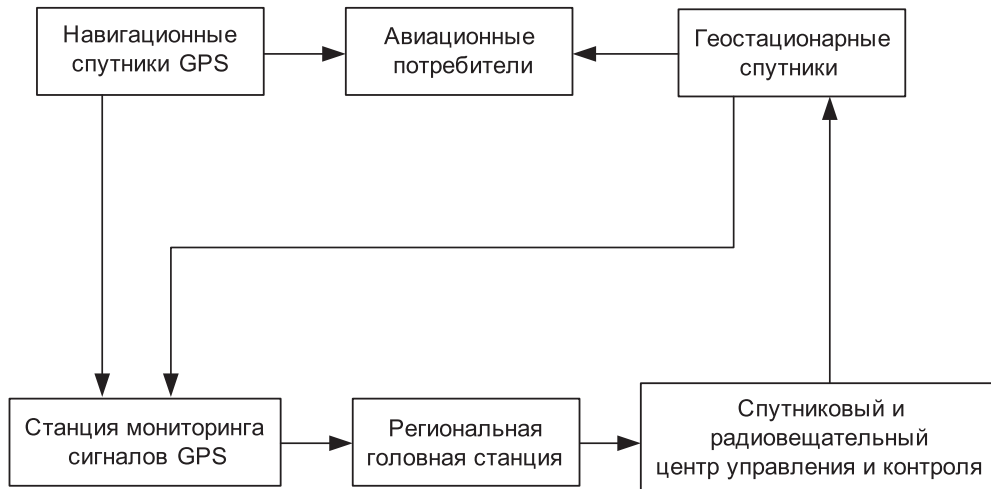 Навигационные
спутники GPS
Авиационные
потребители
Геостационарные
спутники
Станция мониторинга
сигналов GPS
Региональная
головная станция
Спутниковый и
радиовещательный
центр управления и контроля